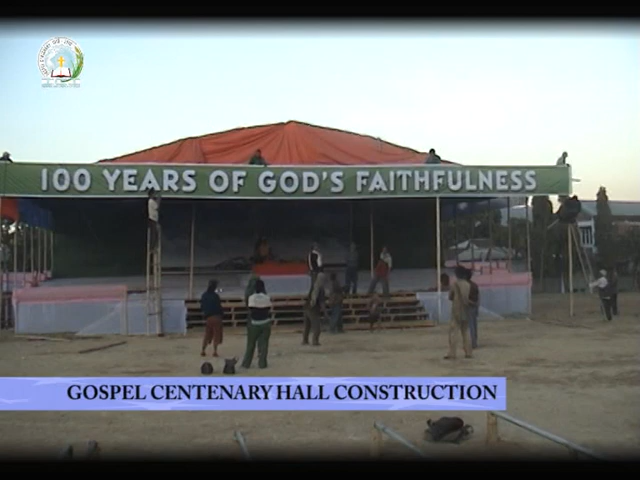 100 YEARS OF GOD'S FAITHFULNESS
GOSPEL CENTENARY HALL CONSTRUCTION